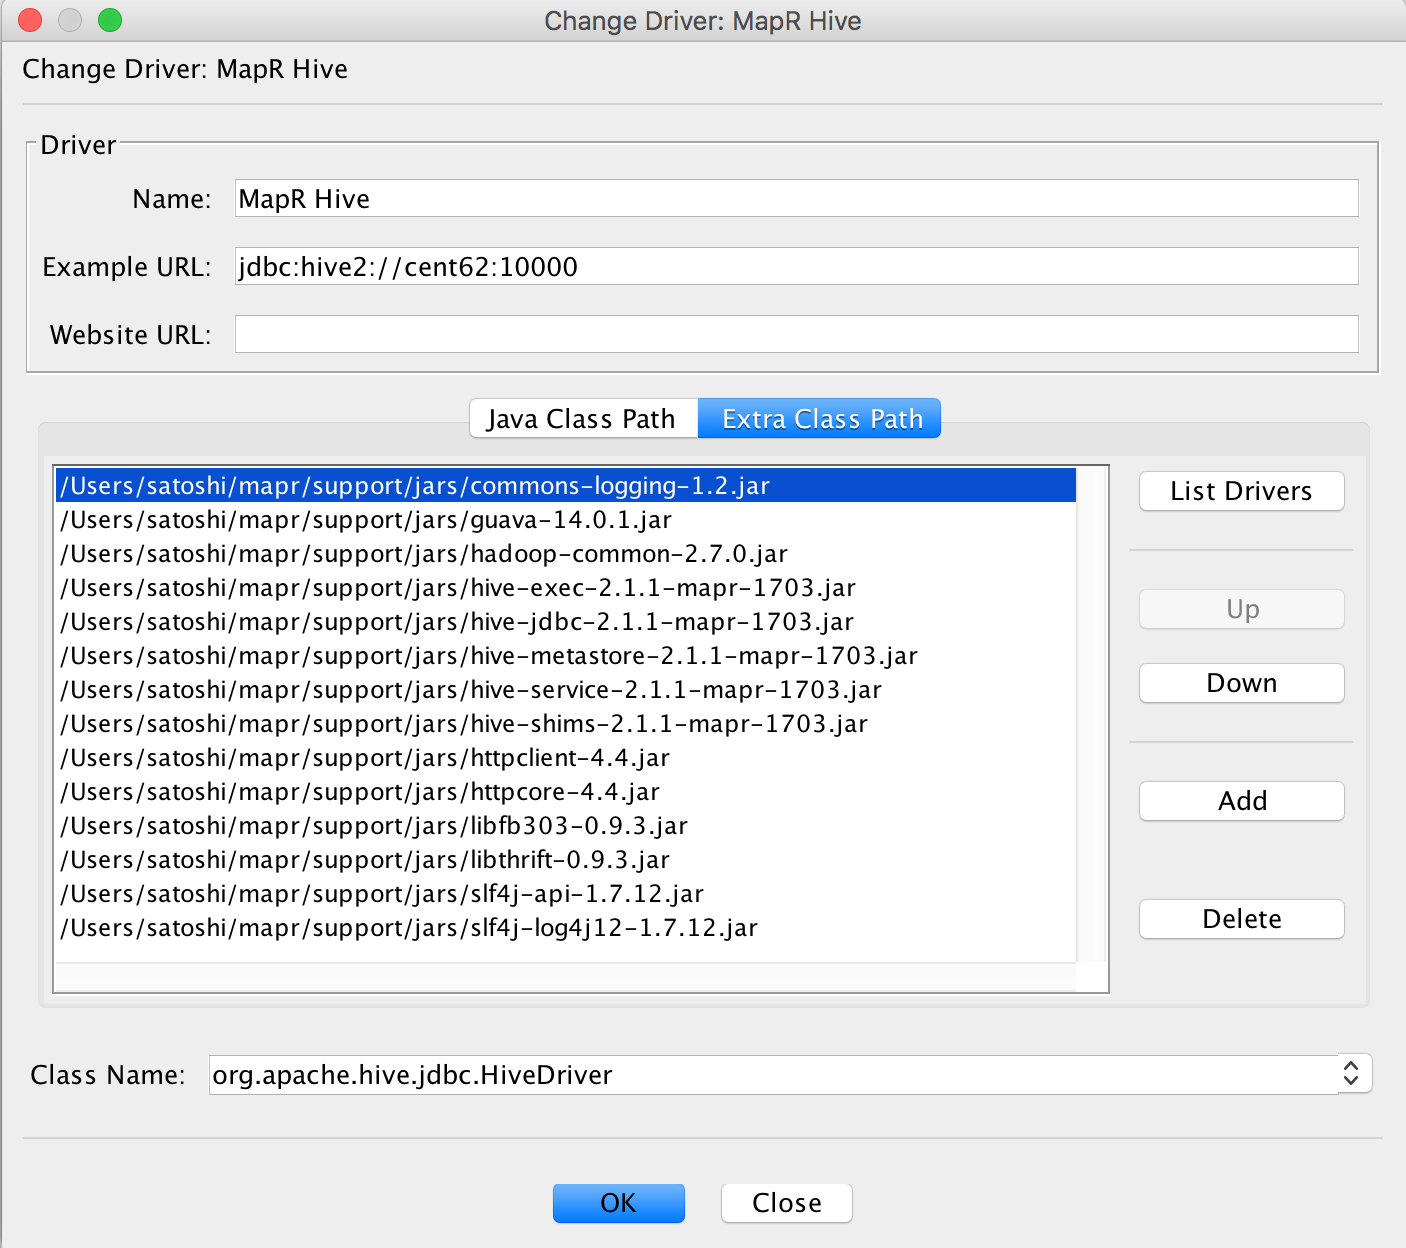 Change Driver: MapR Hive
Change Driver: MapR Hive
Driver
Name: MapR Hive
Example URL: jdbc:hive2://cent62:10000
Website URL:
Java Class Path Extra Class Path
/Users/satoshi/mapr/support/jars/commons-logging-1.2.jar
/Users/satoshi/mapr/support/jars/guava-14.0.1.jar
/Users/satoshi/mapr/support/jars/hadoop-common-2.7.0.jar
/Users/satoshi/mapr/support/jars/hive-exec-2.1.1-mapr-1703.jar
/Users/satoshi/mapr/support/jars/hive-jdbc-2.1.1-mapr-1703.jar
/Users/satoshi/mapr/support/jars/hive-metastore-2.1.1-mapr-1703.jar
/Users/satoshi/mapr/support/jars/hive-service-2.1.1-mapr-1703.jar
/Users/satoshi/mapr/support/jars/hive-shims-2.1.1-mapr-1703.jar
/Users/satoshi/mapr/support/jars/httpclient-4.4.jar
/Users/satoshi/mapr/support/jars/httpcore-4.4.jar
/Users/satoshi/mapr/support/jars/libfb303-0.9.3.jar
/Users/satoshi/mapr/support/jars/libthrift-0.9.3.jar
/Users/satoshi/mapr/support/jars/slf4j-api-1.7.12.jar
/Users/satoshi/mapr/support/jars/slf4j-log4j12-1.7.12.jar
List Drivers
Up
Down
Add
Delete
Class Name: org.apache.hive.jdbc.HiveDriver
OK Close